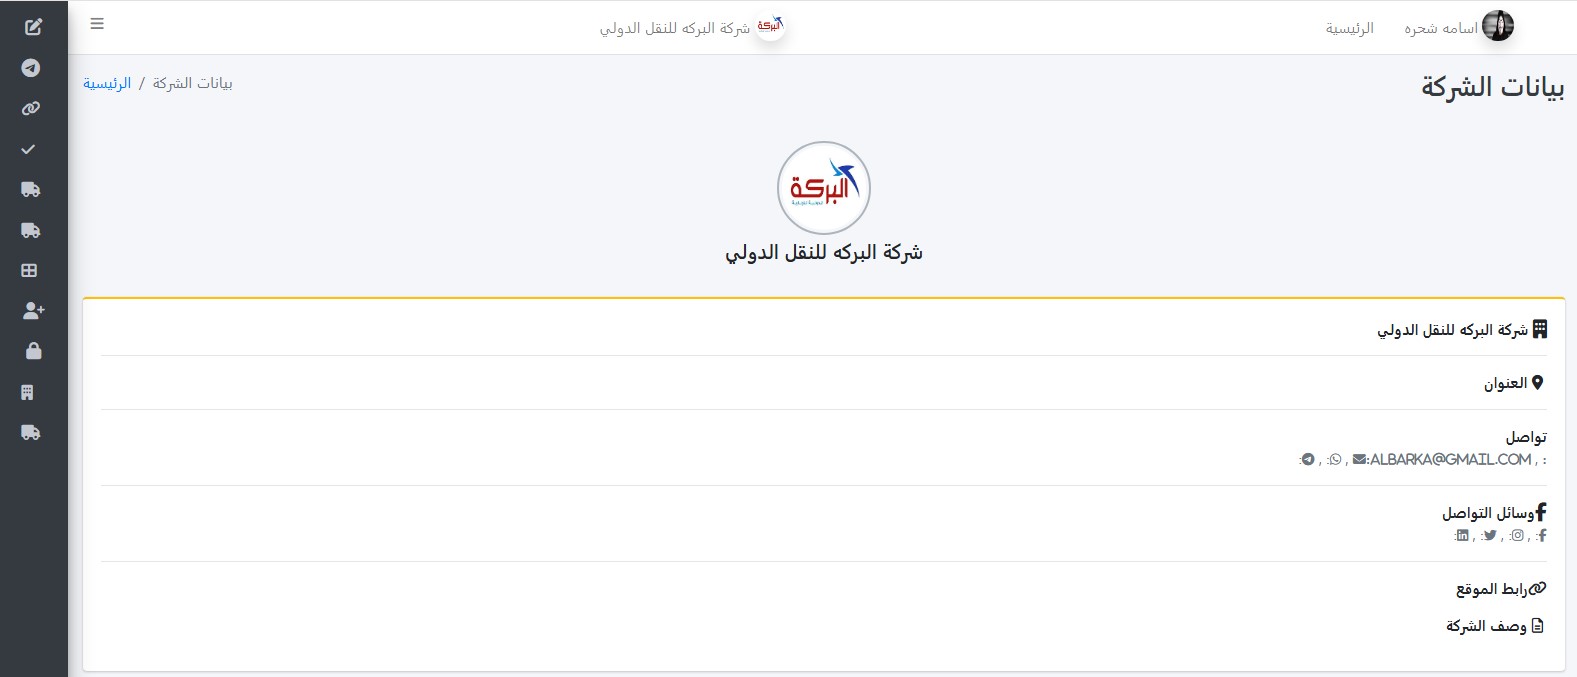 اسامه شحره
الرئيسية
شركة البركه للنقل الدولي
البركة
بيانات الشركة
الرئيسية / بيانات الشركة
البركة
شركة البركه للنقل الدولي
شركة البركه للنقل الدولي
العنوان
تواصل
: , ALBARKA@GMAIL.COM: , : , :
وسائل التواصل
: , : , : , :
رابط الموقع
وصف الشركة